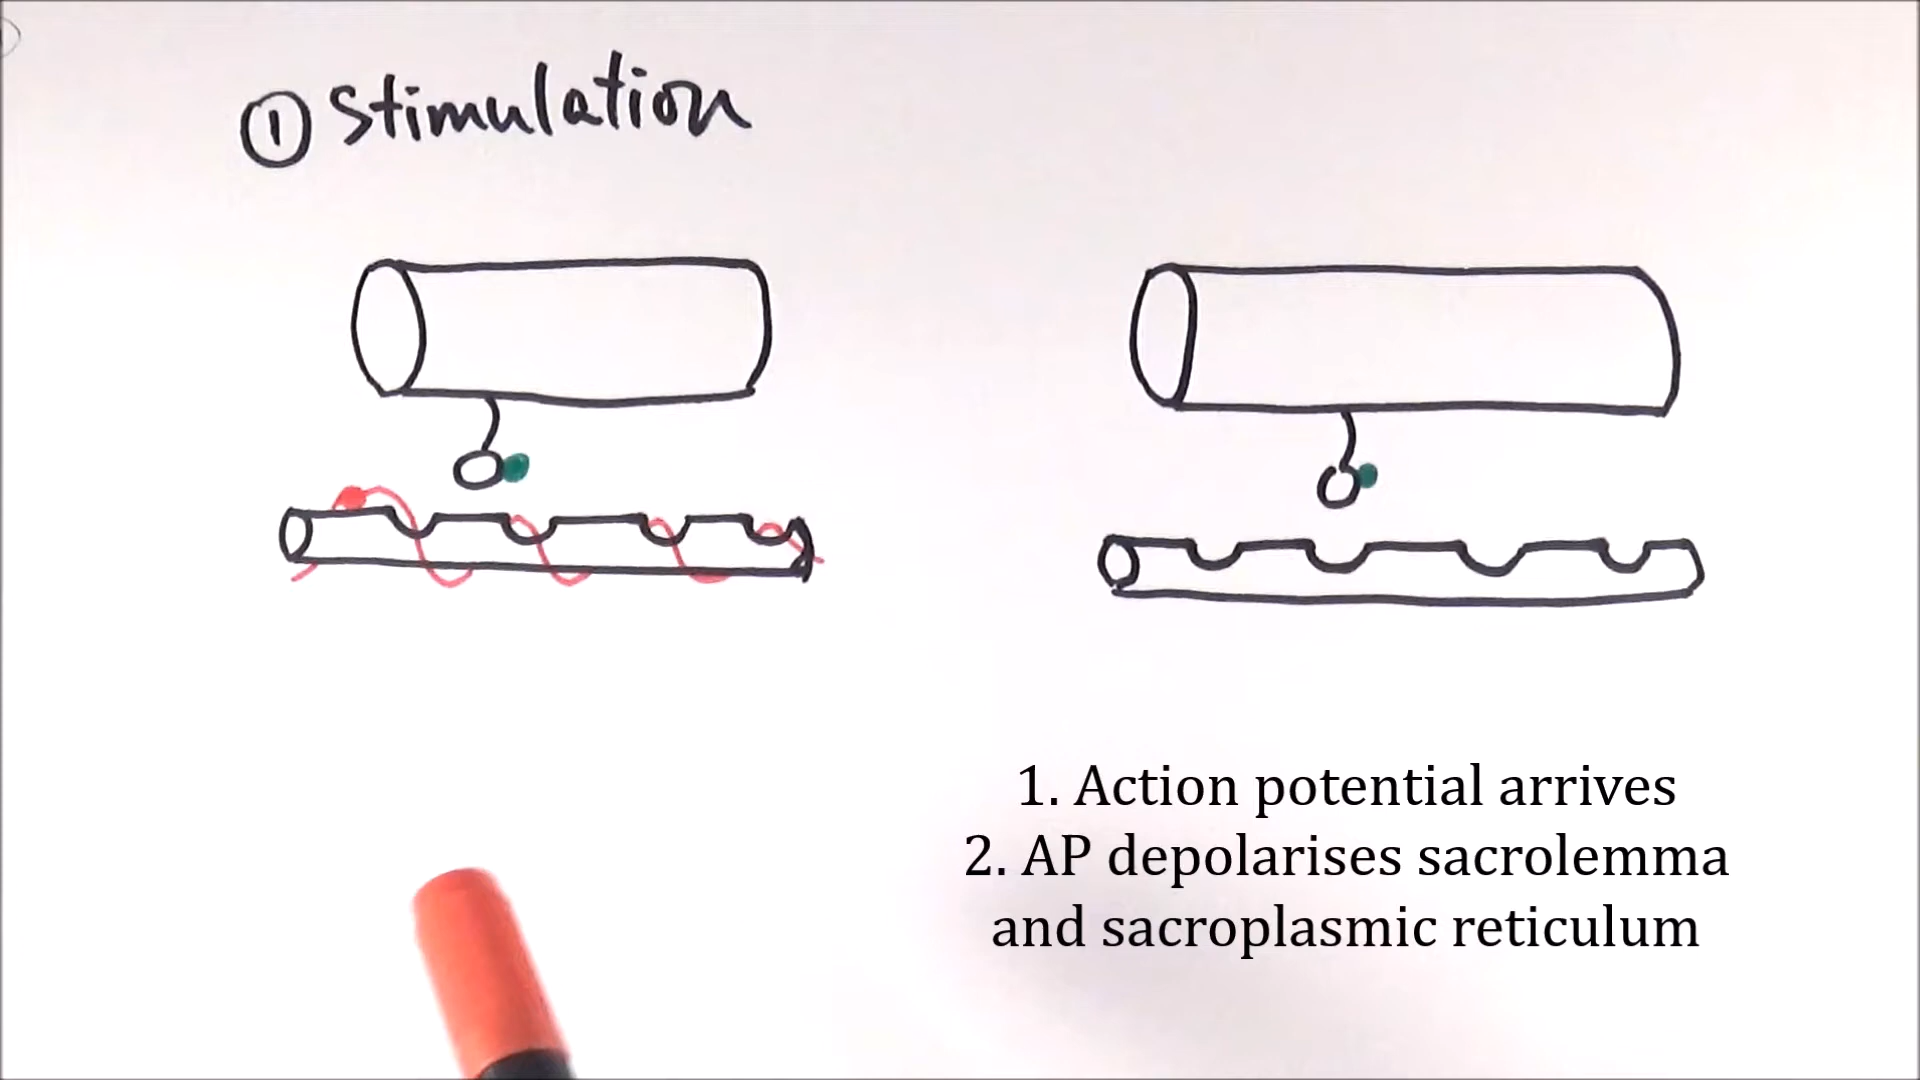 ① Stimulation
1. Action potential arrives
2. AP depolarises sacrolemma
and sacroplasmic reticulum